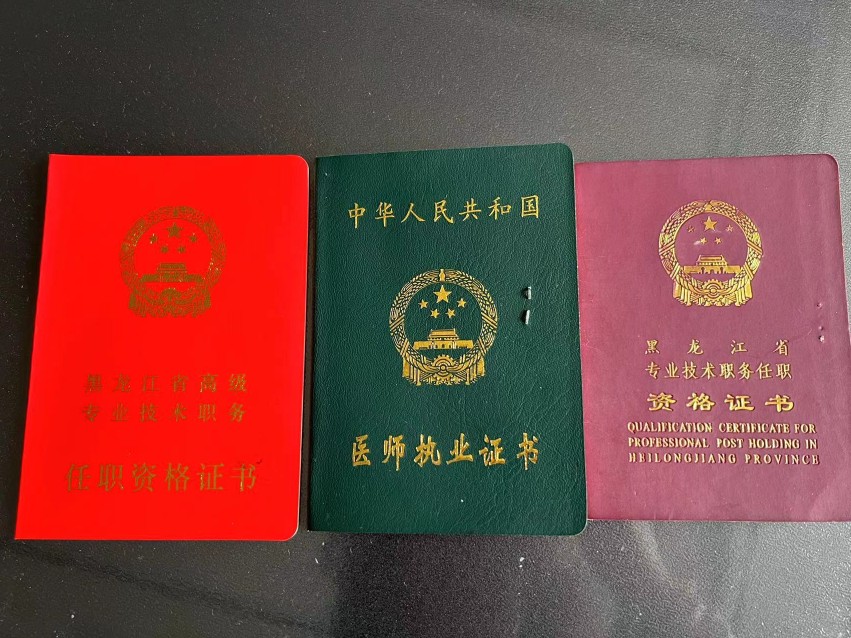 黑龙江省高级
专业技术职务
任职资格证书
中华人民共和国
医师执业证书
黑龙江省
专业技术职务任职
资格证书
QUALIFICATION CERTIFICATE FOR
PROFESSIONAL POST HOLDING IN
HEILONGJIANG PROVINCE